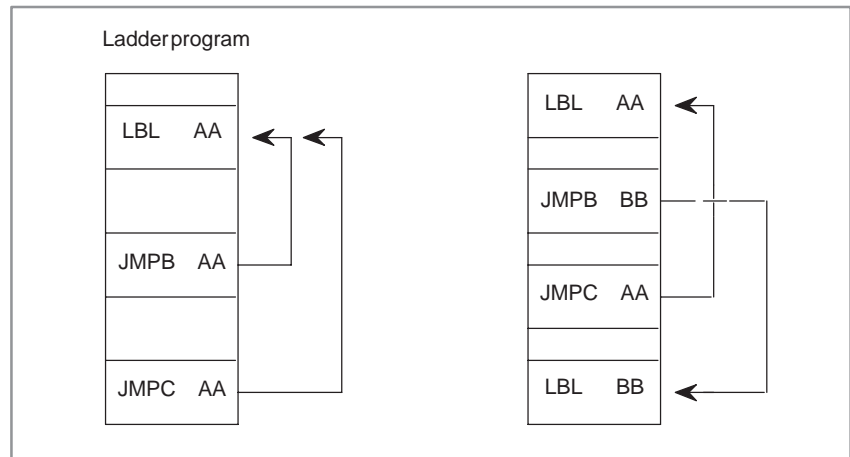 Ladderprogram
LBL AA
JMPB AA
JMPC AA
LBL AA
JMPB BB
JMPC AA
LBL BB